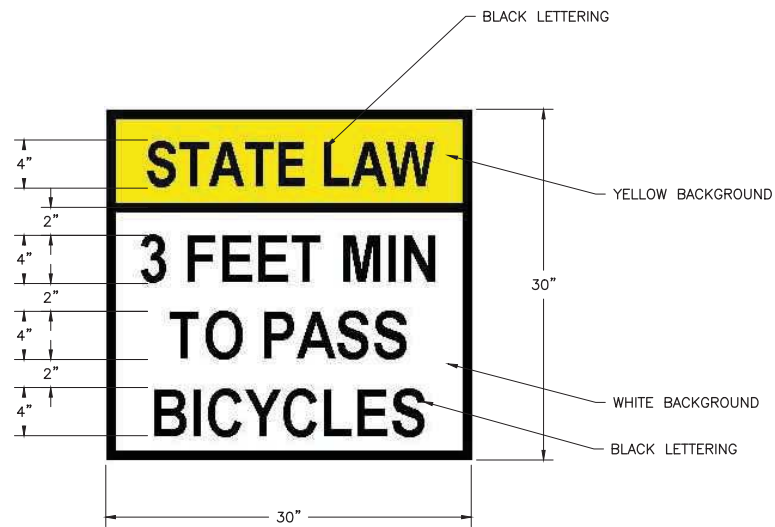 BLACK LETTERING
STATE LAW
4”
YELLOW BACKGROUND
2”
3 FEET MIN
4”
30”
2”
TO PASS
4”
2”
WHITE BACKGROUND
BICYCLES
4”
BLACK LETTERING
30”